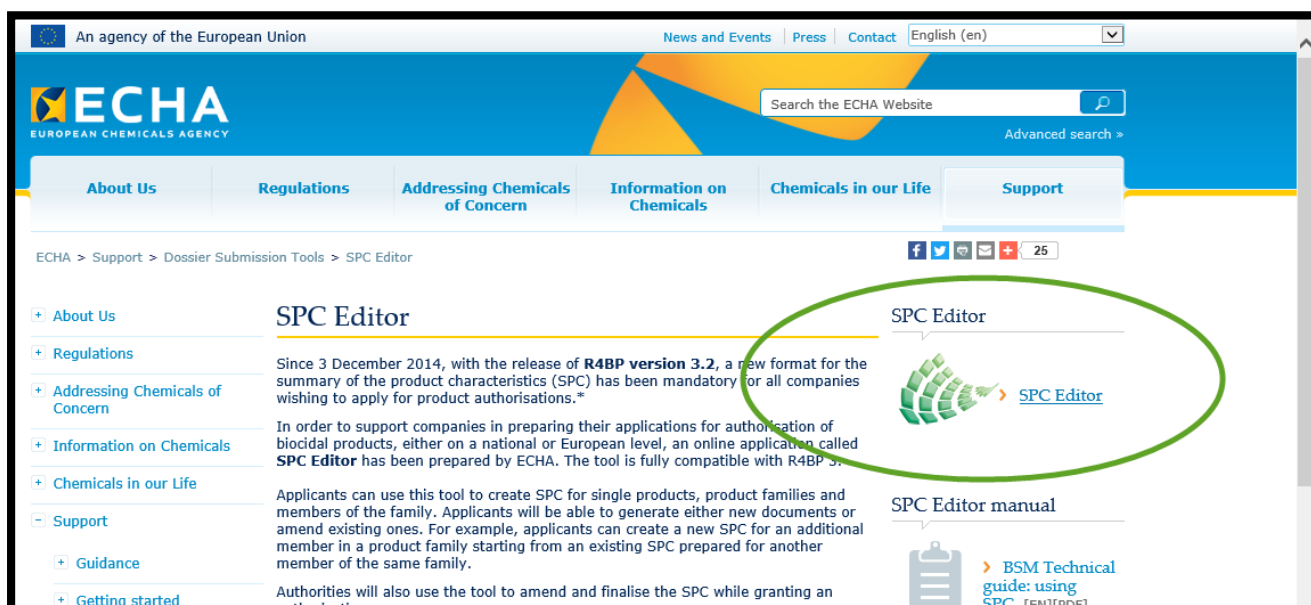 An agency of the European Union
News and Events | Press | Contact English (en)
ECHA
EUROPEAN CHEMICALS AGENCY
Search the ECHA Website
Advanced search »
About Us
Regulations
Addressing Chemicals
of Concern
Information on
Chemicals
Chemicals in our Life
Support
ECHA > Support > Dossier Submission Tools > SPC Editor
25
+ About Us
+ Regulations
+ Addressing Chemicals of
Concern
+ Information on Chemicals
+ Chemicals in our Life
− Support
+ Guidance
+ Getting started
SPC Editor
Since 3 December 2014, with the release of R4BP version 3.2, a new format for the
summary of the product characteristics (SPC) has been mandatory for all companies
wishing to apply for product authorisations.*
In order to support companies in preparing their applications for authorisation of
biocidal products, either on a national or European level, an online application called
SPC Editor has been prepared by ECHA. The tool is fully compatible with R4BP 3.
Applicants can use this tool to create SPC for single products, product families and
members of the family. Applicants will be able to generate either new documents or
amend existing ones. For example, applicants can create a new SPC for an additional
member in a product family starting from an existing SPC prepared for another
member of the same family.
Authorities will also use the tool to amend and finalise the SPC while granting an
SPC Editor
SPC Editor
SPC Editor manual
BSM Technical
guide: using
SPC [EN][PDF]